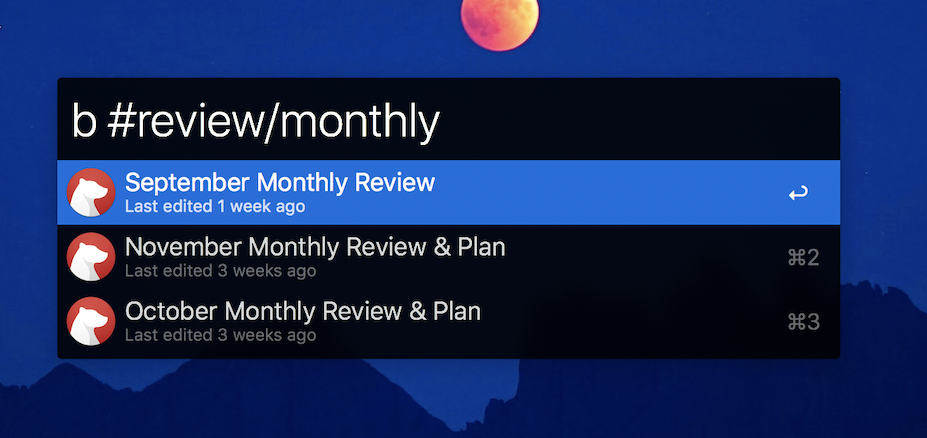 b #review/monthly
September Monthly Review
Last edited 1 week ago
↩
November Monthly Review & Plan
Last edited 3 weeks ago
⌘2
October Monthly Review & Plan
Last edited 3 weeks ago
⌘3